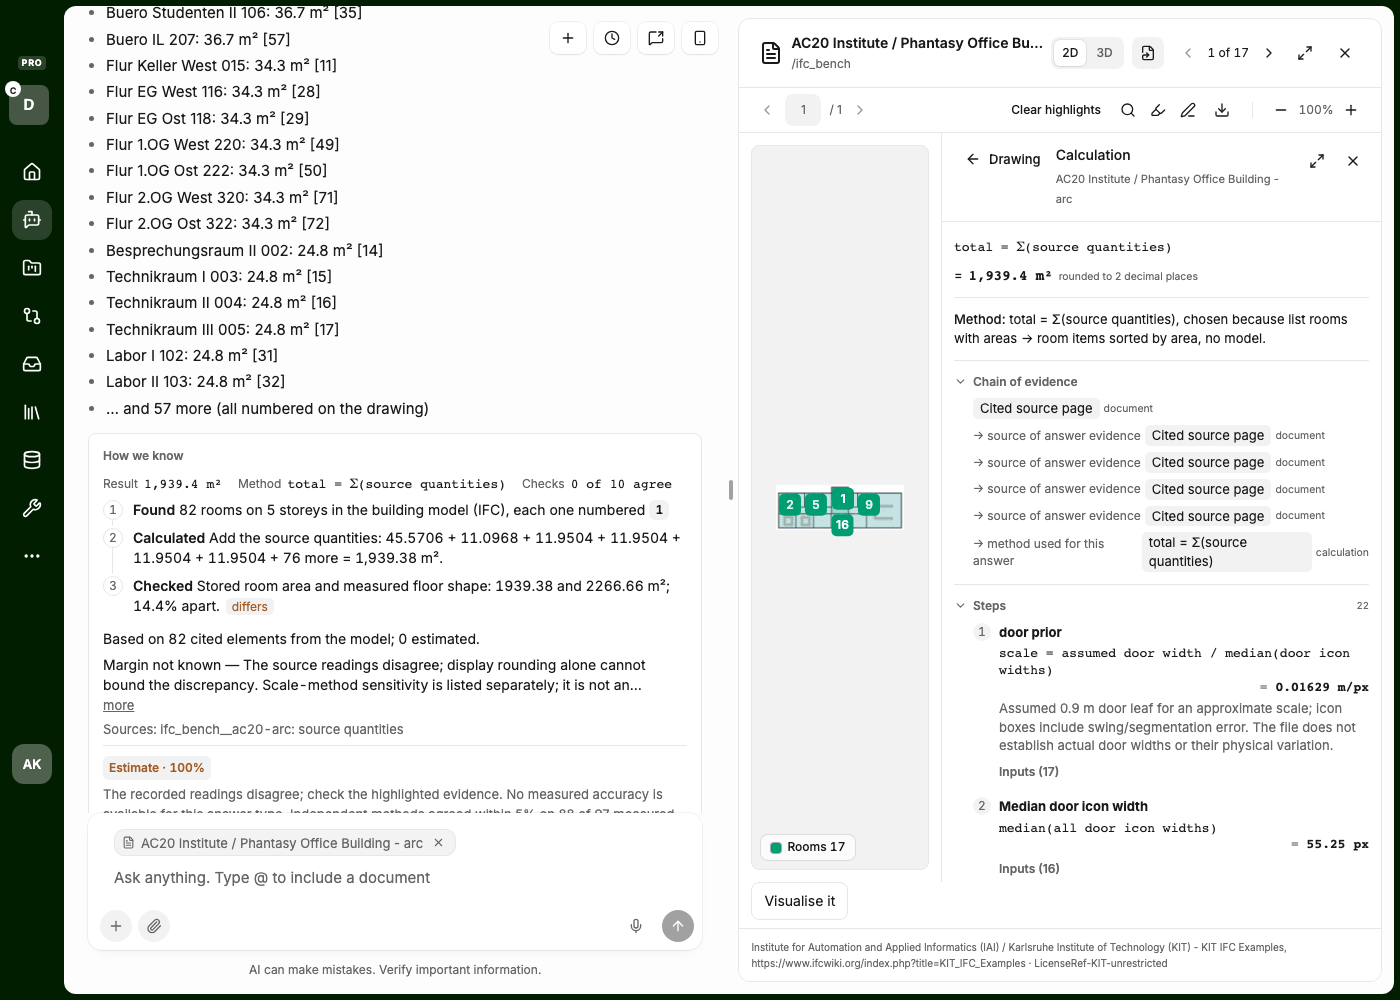 Buero Studenten II 106: 36.7 m² [35]
Buero IL 207: 36.7 m² [57]
Flur Keller West 015: 34.3 m² [11]
Flur EG West 116: 34.3 m² [28]
Flur EG Ost 118: 34.3 m² [29]
Flur 1.OG West 220: 34.3 m² [49]
Flur 1.OG Ost 222: 34.3 m² [50]
Flur 2.OG West 320: 34.3 m² [71]
Flur 2.OG Ost 322: 34.3 m² [72]
Besprechungsraum II 002: 24.8 m² [14]
Technikraum I 003: 24.8 m² [15]
Technikraum II 004: 24.8 m² [16]
Technikraum III 005: 24.8 m² [17]
Labor I 102: 24.8 m² [31]
Labor II 103: 24.8 m² [32]
... and 57 more (all numbered on the drawing)
How we know
Result 1,939.4 m² Method total = Σ(source quantities) Checks 0 of 10 agree
1 Found 82 rooms on 5 storeys in the building model (IFC), each one numbered 1
2 Calculated Add the source quantities: 45.5706 + 11.0968 + 11.9504 + 11.9504 +
11.9504 + 11.9504 + 76 more = 1,939.38 m².
3 Checked Stored room area and measured floor shape: 1939.38 and 2266.66 m²;
14.4% apart. differs
Based on 82 cited elements from the model; 0 estimated.
Margin not known — The source readings disagree; display rounding alone cannot
bound the discrepancy. Scale-method sensitivity is listed separately; it is not an...
more
Sources: ifc_bench__ac20-arc: source quantities
Estimate · 100%
The recorded readings disagree; check the highlighted evidence. No measured accuracy is
AC20 Institute / Phantasy Office Building - arc
Ask anything. Type @ to include a document
AI can make mistakes. Verify important information.
PRO
C
D
AK
AC20 Institute / Phantasy Office Bu...
/ifc_bench
2D 3D
1 of 17
1 / 1
Clear highlights
100%
2 5 1 9
16
Rooms 17
Visualise it
Drawing
Calculation
AC20 Institute / Phantasy Office Building -
arc
total = Σ(source quantities)
= 1,939.4 m² rounded to 2 decimal places
Method: total = Σ(source quantities), chosen because list rooms
with areas → room items sorted by area, no model.
Chain of evidence
Cited source page document
→ source of answer evidence Cited source page document
→ source of answer evidence Cited source page document
→ source of answer evidence Cited source page document
→ source of answer evidence Cited source page document
→ method used for this
answer
total = Σ(source
quantities)
calculation
Steps 22
1 door prior
scale = assumed door width / median(door icon
widths)
= 0.01629 m/px
Assumed 0.9 m door leaf for an approximate scale; icon
boxes include swing/segmentation error. The file does not
establish actual door widths or their physical variation.
Inputs (17)
2 Median door icon width
median(all door icon widths)
= 55.25 px
Inputs (16)
Institute for Automation and Applied Informatics (IAI) / Karlsruhe Institute of Technology (KIT) - KIT IFC Examples,
https://www.ifcwiki.org/index.php?title=KIT_IFC_Examples · LicenseRef-KIT-unrestricted